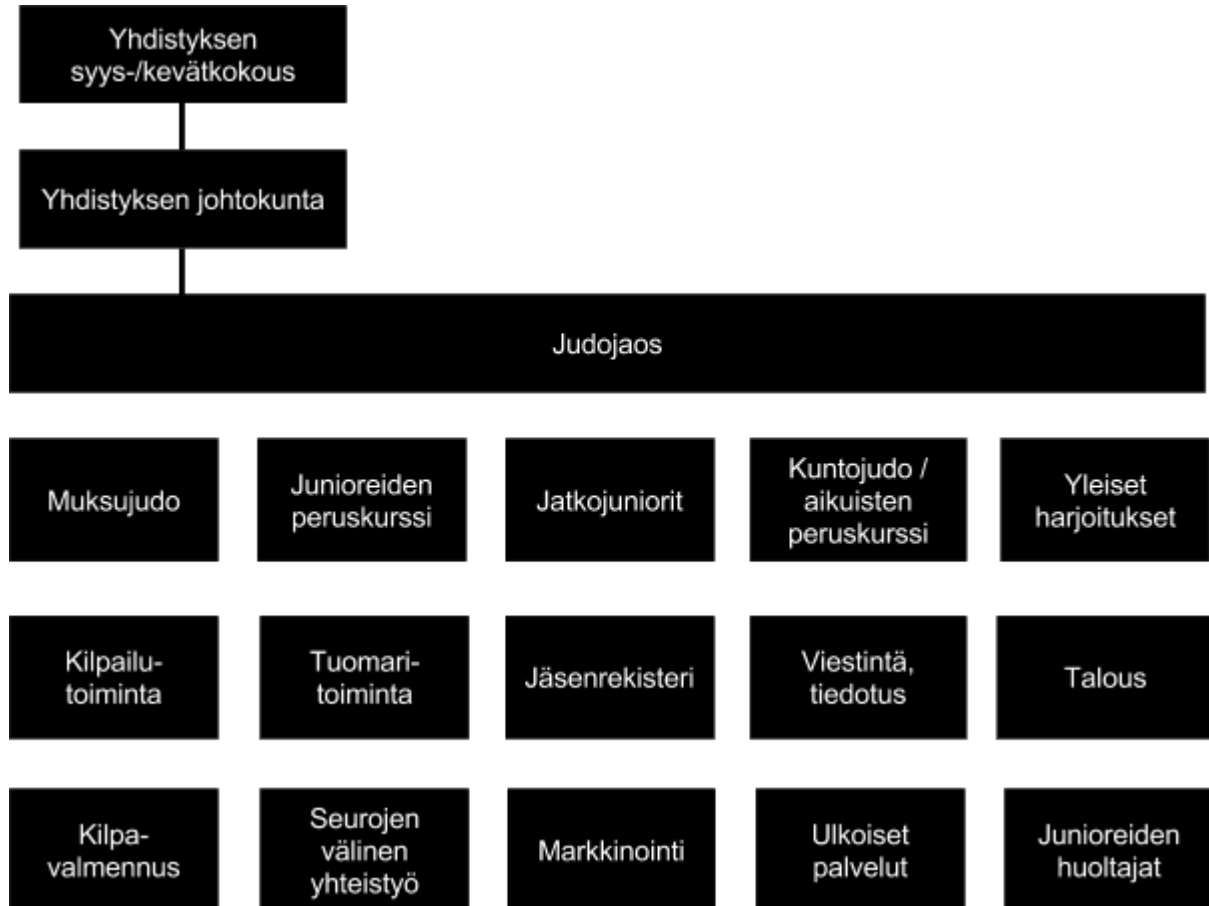 Yhdistyksen
syys-/kevätkokous
Yhdistyksen johtokunta
Judojaos
Muksujudo
Junioreiden
peruskurssi
Jatkojuniorit
Kuntojudo /
aikuisten
peruskurssi
Yleiset
harjoitukset
Kilpailu-
toiminta
Tuomari-
toiminta
Jäsenrekisteri
Viestintä,
tiedotus
Talous
Kilpa-
valmennus
Seurojen
välinen
yhteistyö
Markkinointi
Ulkoiset
palvelut
Junioreiden
huoltajat